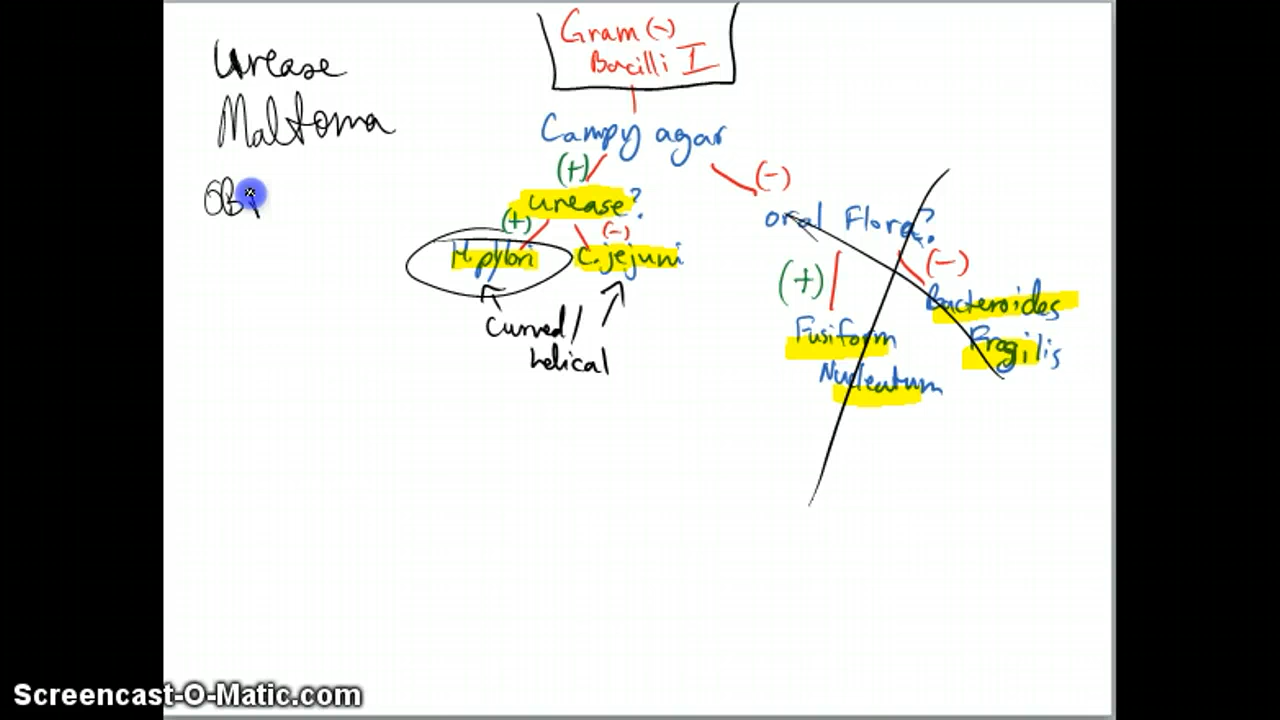 Urease
Maltoma
OB
Gram (-)
Bacilli I
Campy agar
(+)
(-)
urease?
(+)
(-)
H.pylori
C.jejuni
Curved/
helical
oral Flora?
(+)
(-)
Fusiform
Nucleatum
Bacteroides
Fragilis
Screencast-O-Matic.com